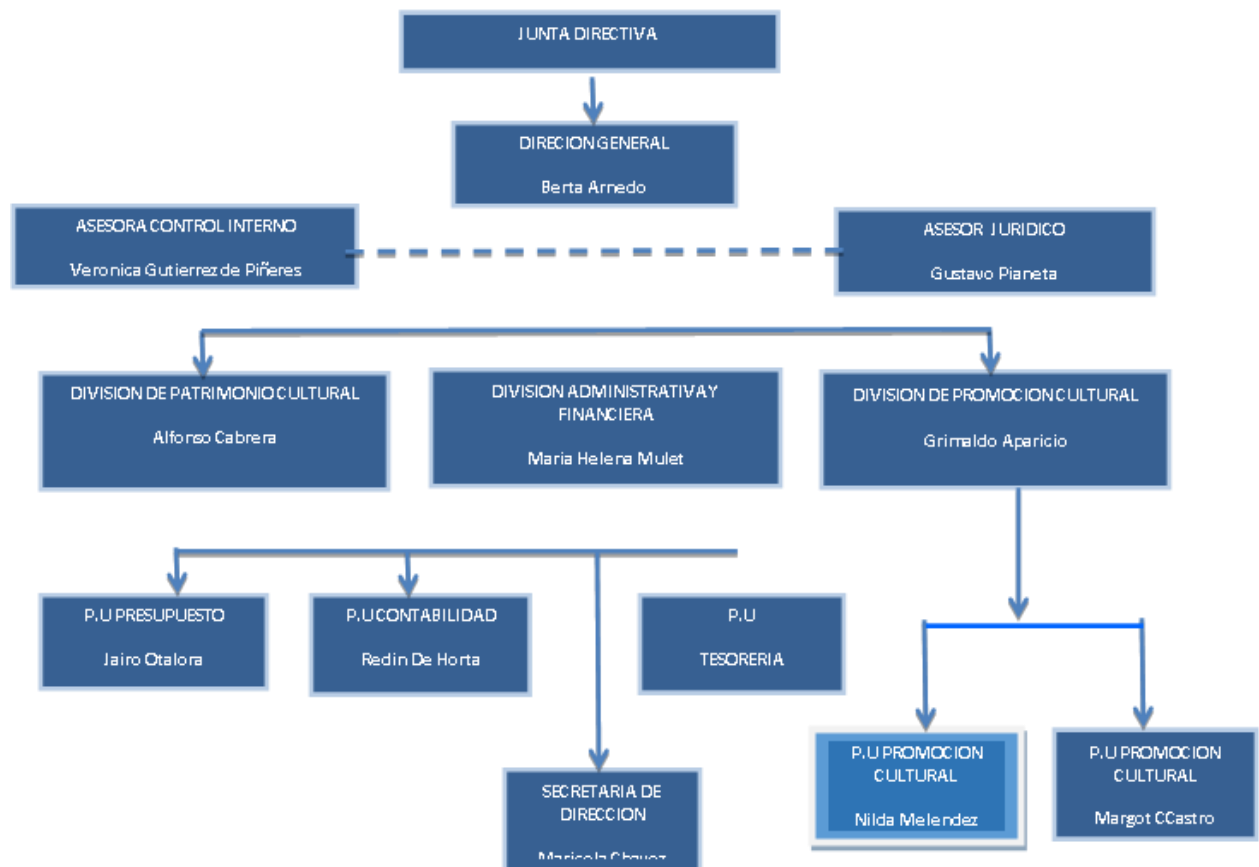 JUNTA DIRECTIVA
DIRECION GENERAL
Berta Arnedo
ASESORA CONTROL INTERNO
Veronica Gutierrez de Piñeres
ASESOR JURIDICO
Gustavo Pianeta
DIVISION DE PATRIMONIO CULTURAL
Alfonso Cabrera
DIVISION ADMINISTRATIVA Y
FINANCIERA
Maria Helena Mulet
DIVISION DE PROMOCION CULTURAL
Grimaldo Aparicio
P.U PRESUPUESTO
Jairo Otalora
P.U CONTABILIDAD
Redin De Horta
P.U
TESORERIA
P.U PROMOCION
CULTURAL
Nilda Melendez
P.U PROMOCION
CULTURAL
Margot CCastro
SECRETARIA DE
DIRECCION